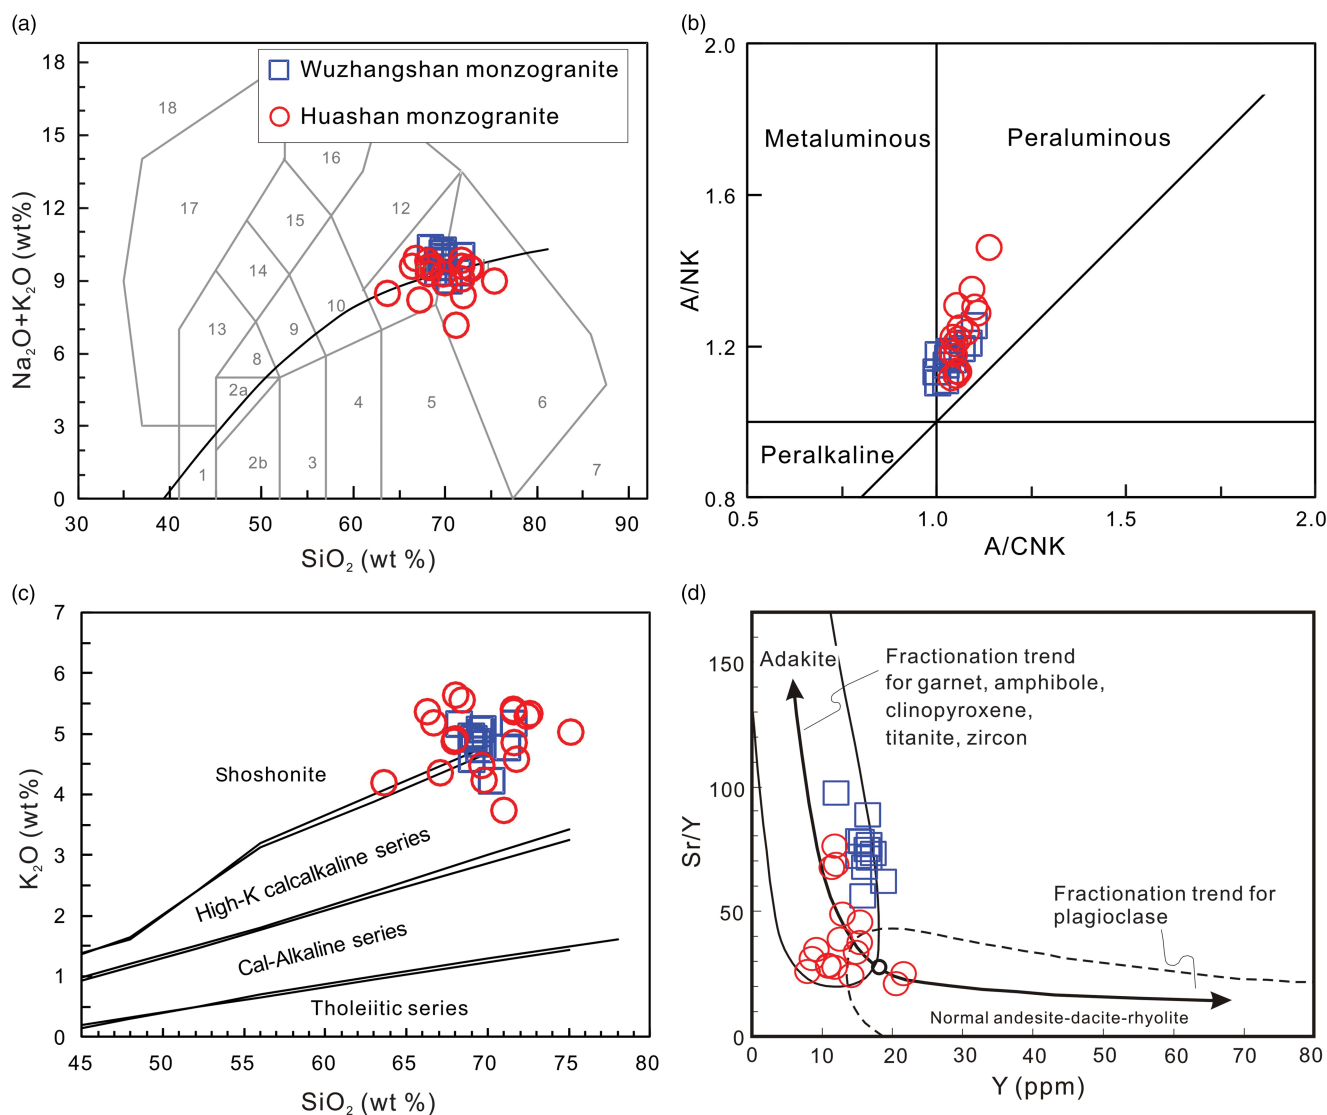 (a)
18
15
12
9
6
3
0
30
40
50
60
70
80
90
Na₂O+K₂O (wt%)
SiO₂ (wt %)
Wuzhangshan monzogranite
Huashan monzogranite
18
16
17
15
12
14
13
9
10
8
2a
4
5
6
1
2b
3
7
(b)
2.0
1.6
1.2
0.8
0.5
1.0
1.5
2.0
A/NK
A/CNK
Metaluminous
Peraluminous
Peralkaline
(c)
7
6
5
4
3
2
1
0
45
50
55
60
65
70
75
80
K₂O (wt%)
SiO₂ (wt %)
Shoshonite
High-K calcalkaline series
Cal-Alkaline series
Tholeiitic series
(d)
150
100
50
0
0
10
20
30
40
50
60
70
80
Sr/Y
Y (ppm)
Adakite
Fractionation trend
for garnet, amphibole,
clinopyroxene,
titanite, zircon
Fractionation trend for
plagioclase
Normal andesite-dacite-rhyolite